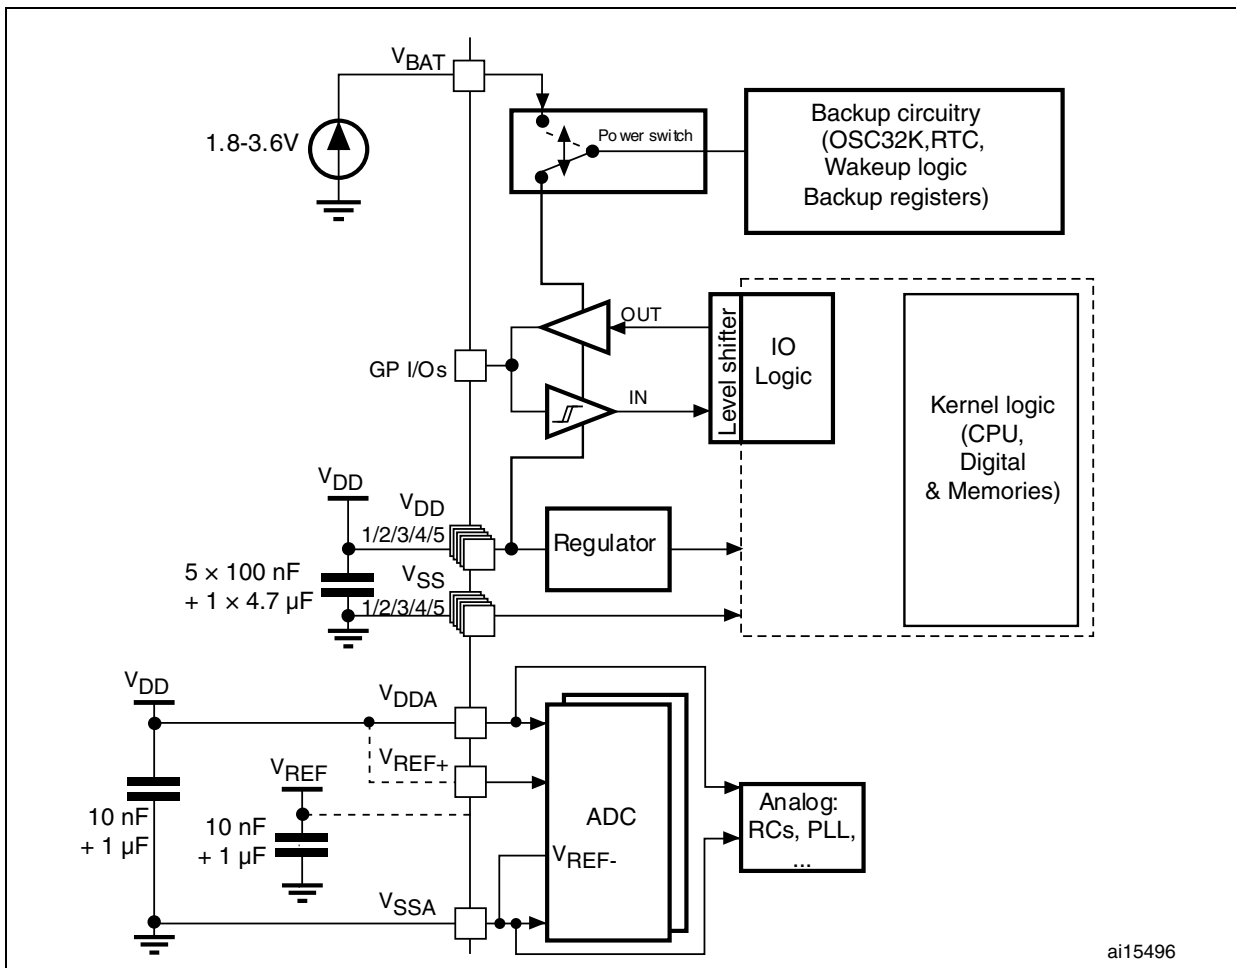 VBAT
1.8-3.6V
Power switch
Backup circuitry
(OSC32K,RTC,
Wakeup logic
Backup registers)
GP I/Os
OUT
IN
Level shifter
IO
Logic
Kernel logic
(CPU,
Digital
& Memories)
VDD
VDD
1/2/3/4/5
Regulator
5 × 100 nF
+ 1 × 4.7 µF
VSS
1/2/3/4/5
VDD
VDDA
VREF+
VREF
10 nF
+ 1 µF
10 nF
+ 1 µF
ADC
VREF-
Analog:
RCs, PLL,
...
VSSA
ai15496